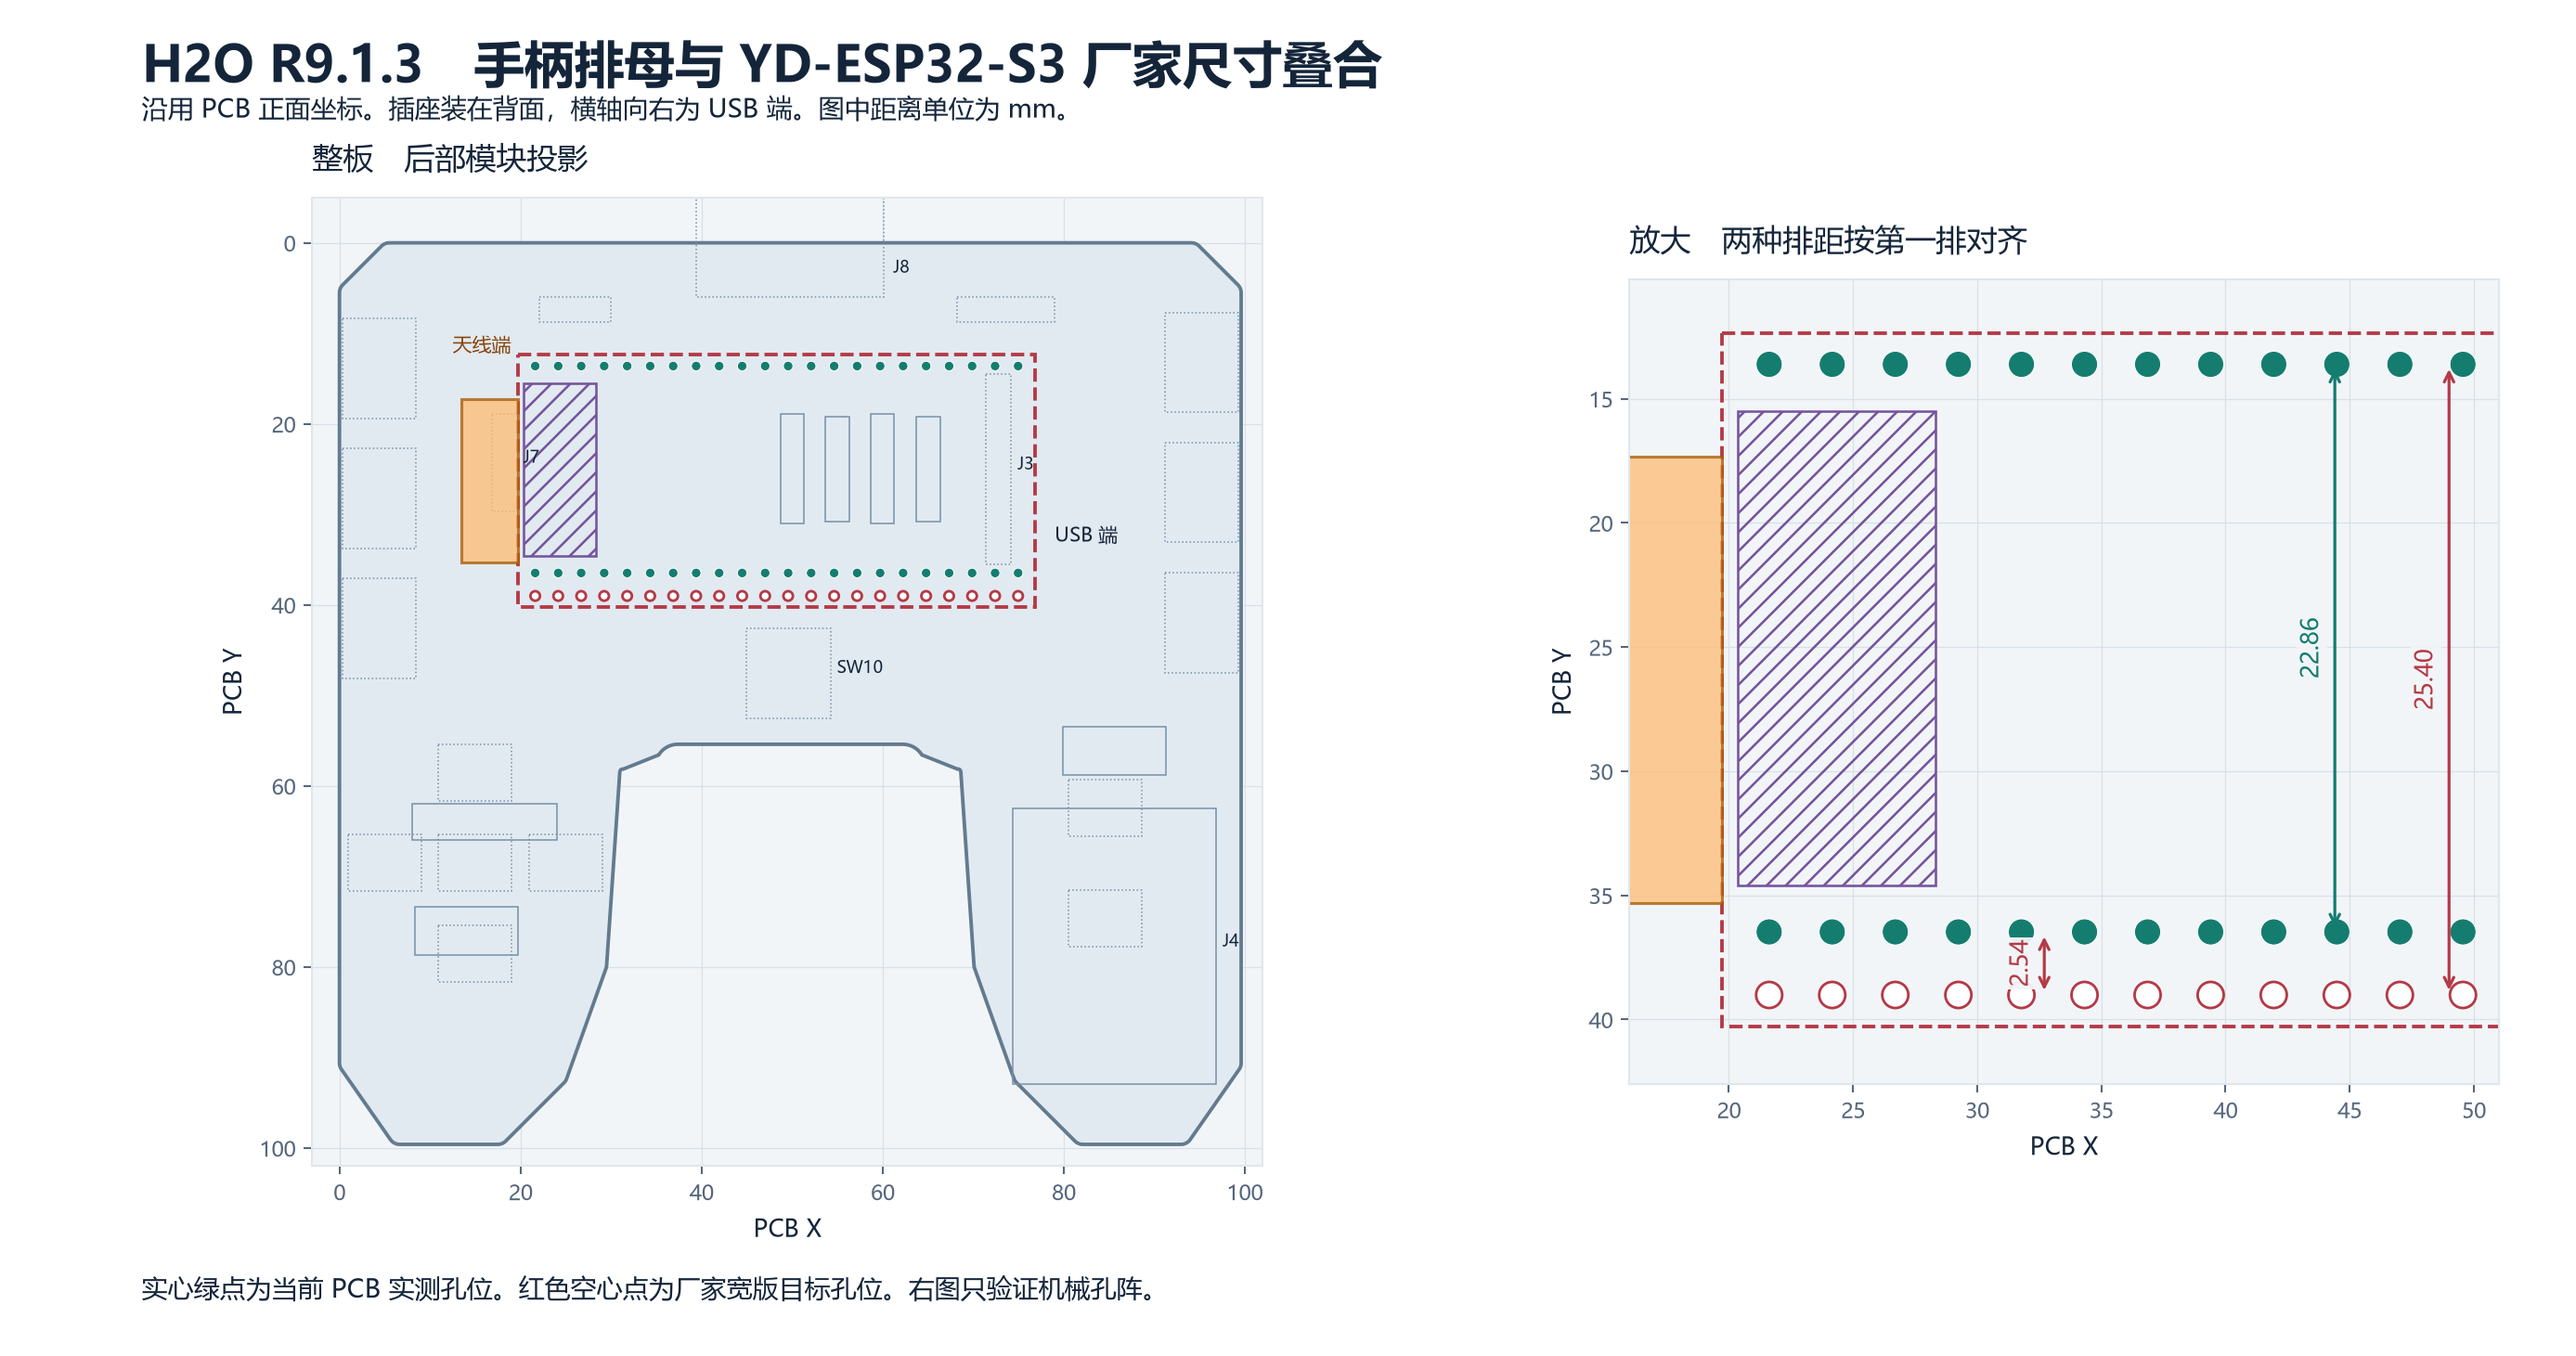 H2O R9.1.3 手柄排母与 YD-ESP32-S3 厂家尺寸叠合
沿用 PCB 正面坐标。插座装在背面，横轴向右为 USB 端。图中距离单位为 mm。
整板 后部模块投影
J8
天线端
J7
J3
USB 端
SW10
J4
0
20
40
60
80
100
PCB Y
0
20
40
60
80
100
PCB X
放大 两种排距按第一排对齐
22.86
25.40
2.54
15
20
25
30
35
40
PCB Y
20
25
30
35
40
45
50
PCB X
实心绿点为当前 PCB 实测孔位。红色空心点为厂家宽版目标孔位。右图只验证机械孔阵。